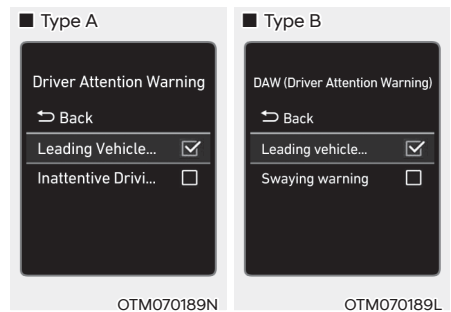 ■ Type A
Driver Attention Warning
Back
Leading Vehicle...
Inattentive Drivi...
OTM070189N
■ Type B
DAW (Driver Attention Warning)
Back
Leading vehicle...
Swaying warning
OTM070189L